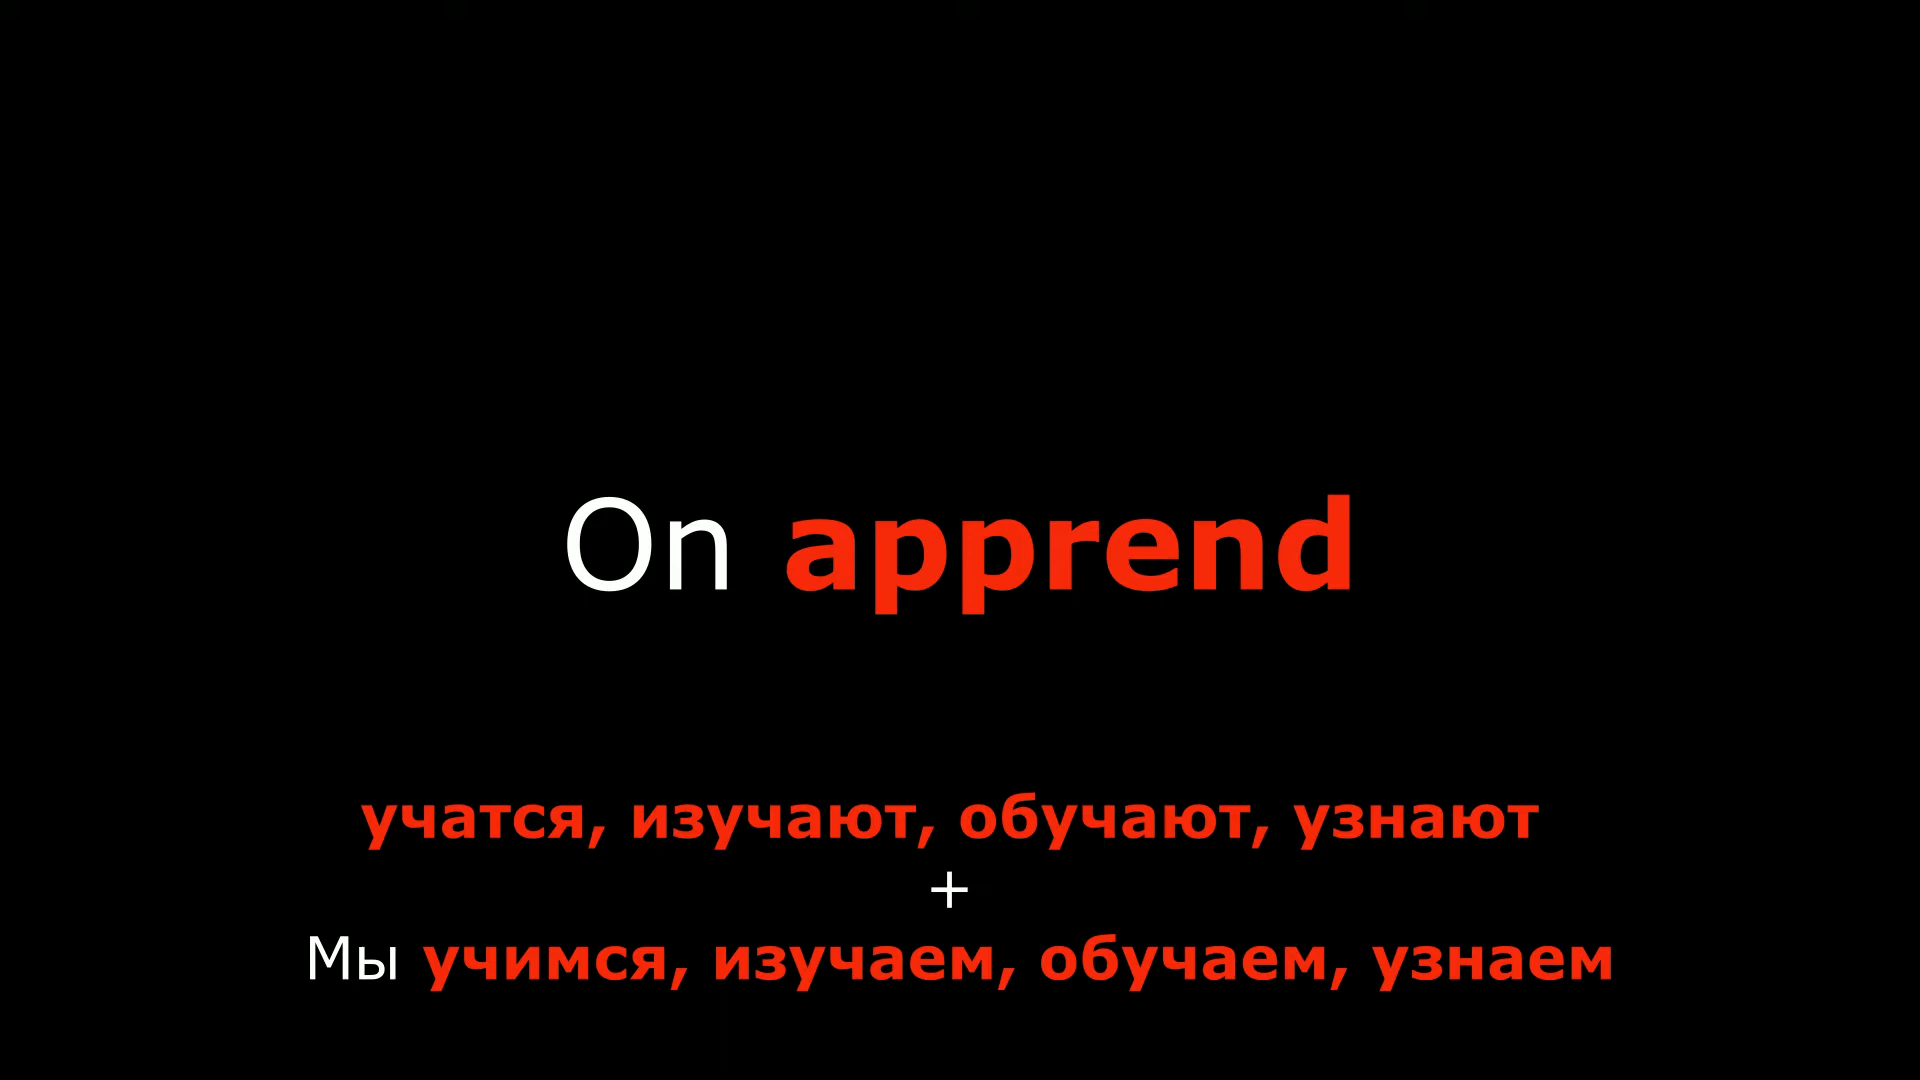 On apprend
учатся, изучают, обучают, узнают
+
Мы учимся, изучаем, обучаем, узнаем